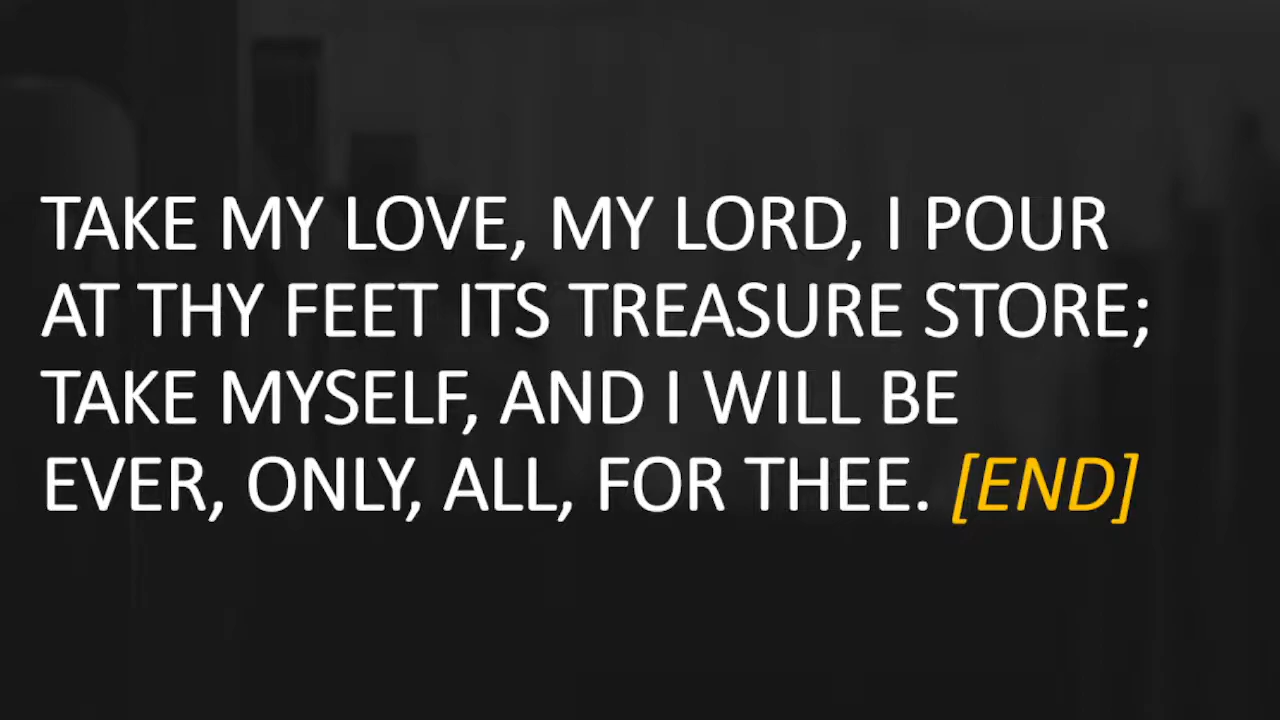 TAKE MY LOVE, MY LORD, I POUR
AT THY FEET ITS TREASURE STORE;
TAKE MYSELF, AND I WILL BE
EVER, ONLY, ALL, FOR THEE. [END]